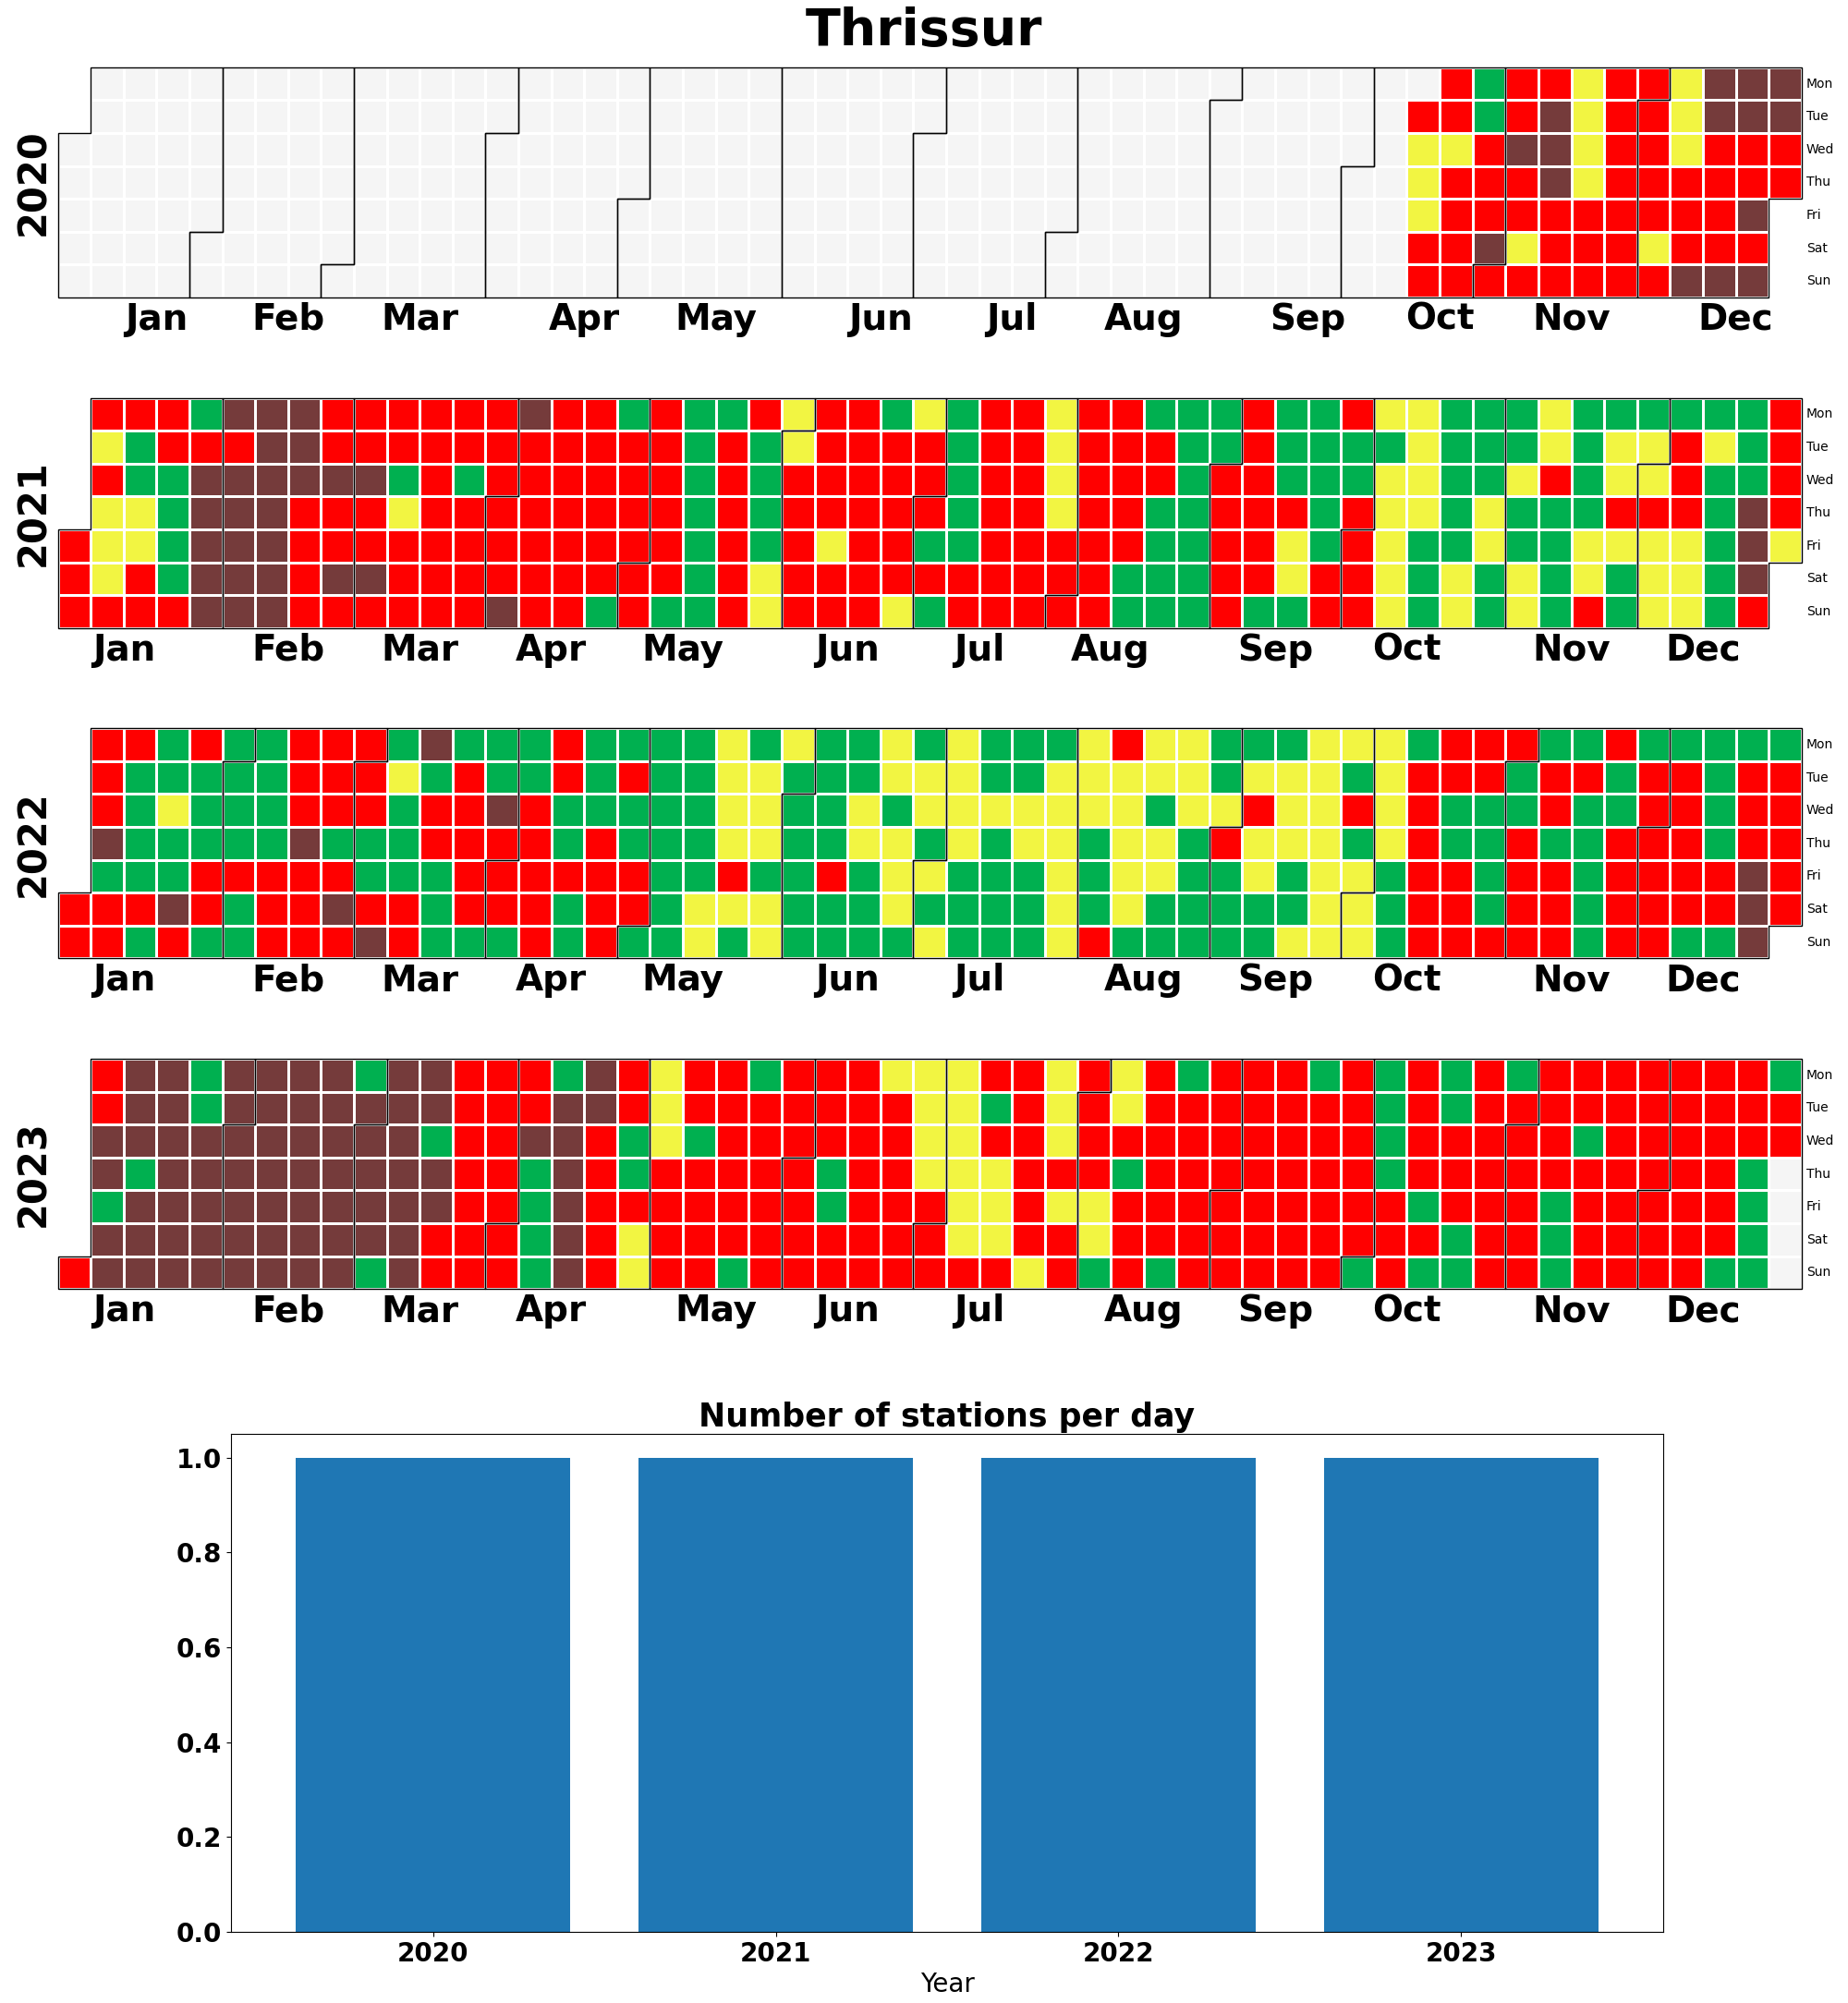 Thrissur
2020
Mon
Tue
Wed
Thu
Fri
Sat
Sun
Jan Feb Mar Apr May Jun Jul Aug Sep Oct Nov Dec
2021
Mon
Tue
Wed
Thu
Fri
Sat
Sun
Jan Feb Mar Apr May Jun Jul Aug Sep Oct Nov Dec
2022
Mon
Tue
Wed
Thu
Fri
Sat
Sun
Jan Feb Mar Apr May Jun Jul Aug Sep Oct Nov Dec
2023
Mon
Tue
Wed
Thu
Fri
Sat
Sun
Jan Feb Mar Apr May Jun Jul Aug Sep Oct Nov Dec
Number of stations per day
1.0
0.8
0.6
0.4
0.2
0.0
2020 2021 2022 2023
Year